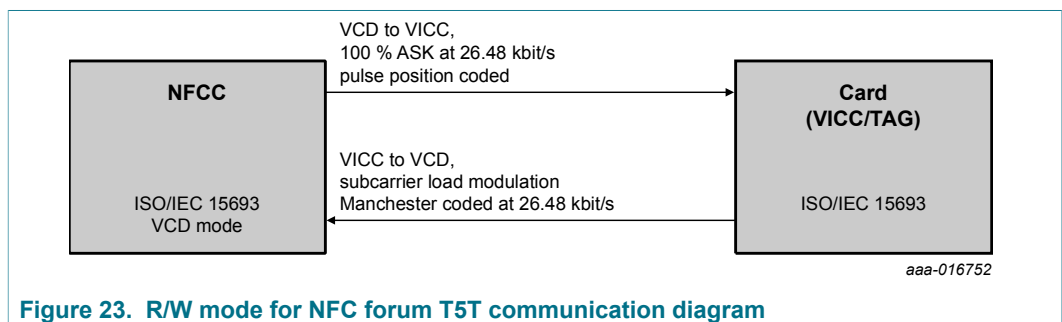 VCD to VICC,
100 % ASK at 26.48 kbit/s
pulse position coded
NFCC
Card
(VICC/TAG)
VICC to VCD,
subcarrier load modulation
Manchester coded at 26.48 kbit/s
ISO/IEC 15693
VCD mode
ISO/IEC 15693
aaa-016752
Figure 23. R/W mode for NFC forum T5T communication diagram